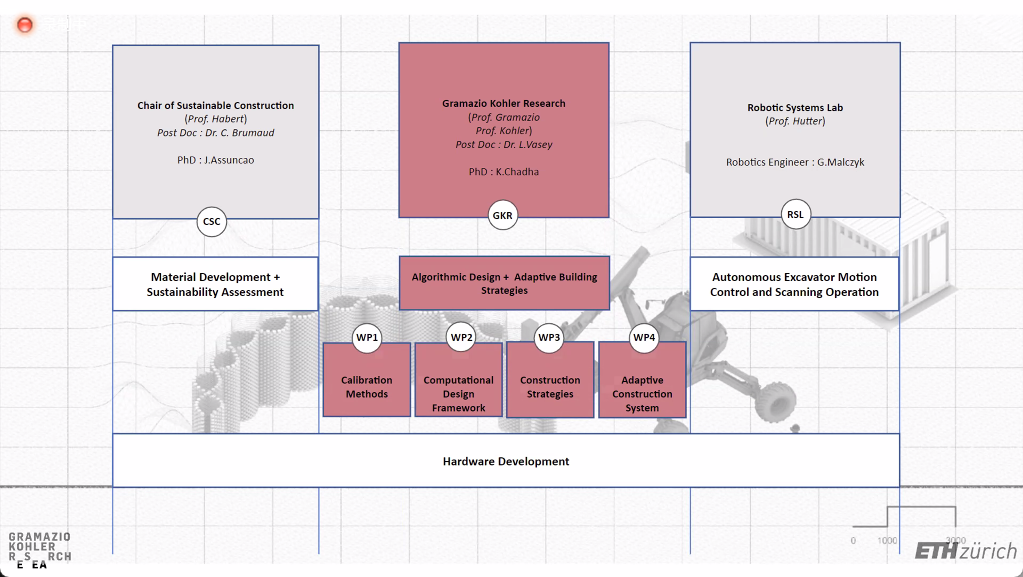 Chair of Sustainable Construction
(Prof. Habert)
Post Doc : Dr. C. Brumaud
PhD : J.Assuncao
CSC
Gramazio Kohler Research
(Prof. Gramazio
Prof. Kohler)
Post Doc : Dr. L.Vasey
PhD : K.Chadha
GKR
Robotic Systems Lab
(Prof. Hutter)
Robotics Engineer : G.Malczyk
RSL
Material Development +
Sustainability Assessment
Algorithmic Design + Adaptive Building
Strategies
Autonomous Excavator Motion
Control and Scanning Operation
WP1
Calibration
Methods
WP2
Computational
Design
Framework
WP3
Construction
Strategies
WP4
Adaptive
Construction
System
Hardware Development
0 1000 3000
GRAMAZIO
KOHLER
R S RCH
E EA
ETH zürich